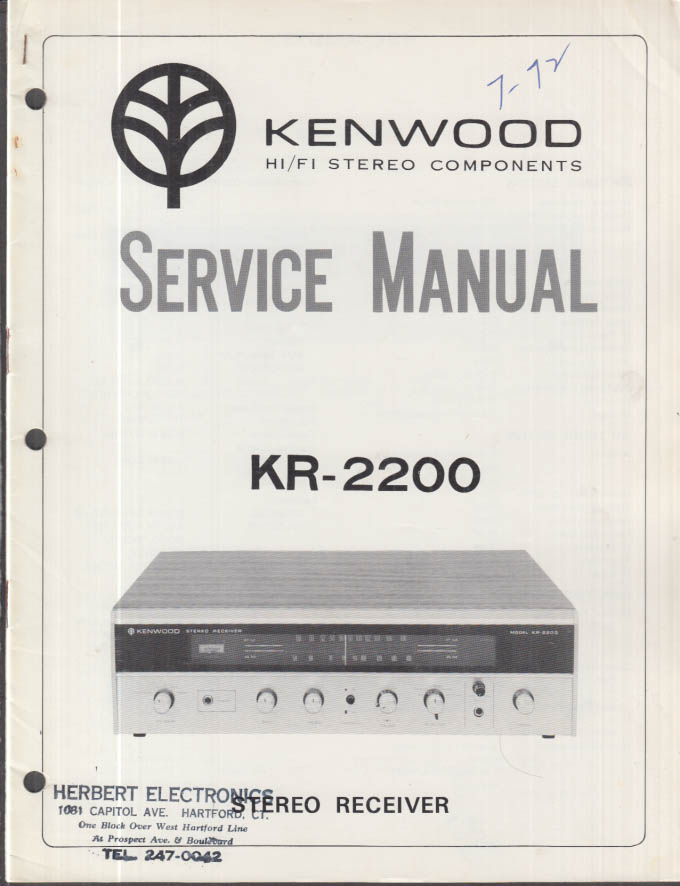 7-72
KENWOOD
HI/FI STEREO COMPONENTS
SERVICE MANUAL
KR-2200
KENWOOD STEREO RECEIVER
MODEL KR-2200
STEREO RECEIVER
HERBERT ELECTRONICS
1081 CAPITOL AVE. HARTFORD, CT.
One Block Over West Hartford Line
At Prospect Ave. & Boulevard
TEL. 247-0042